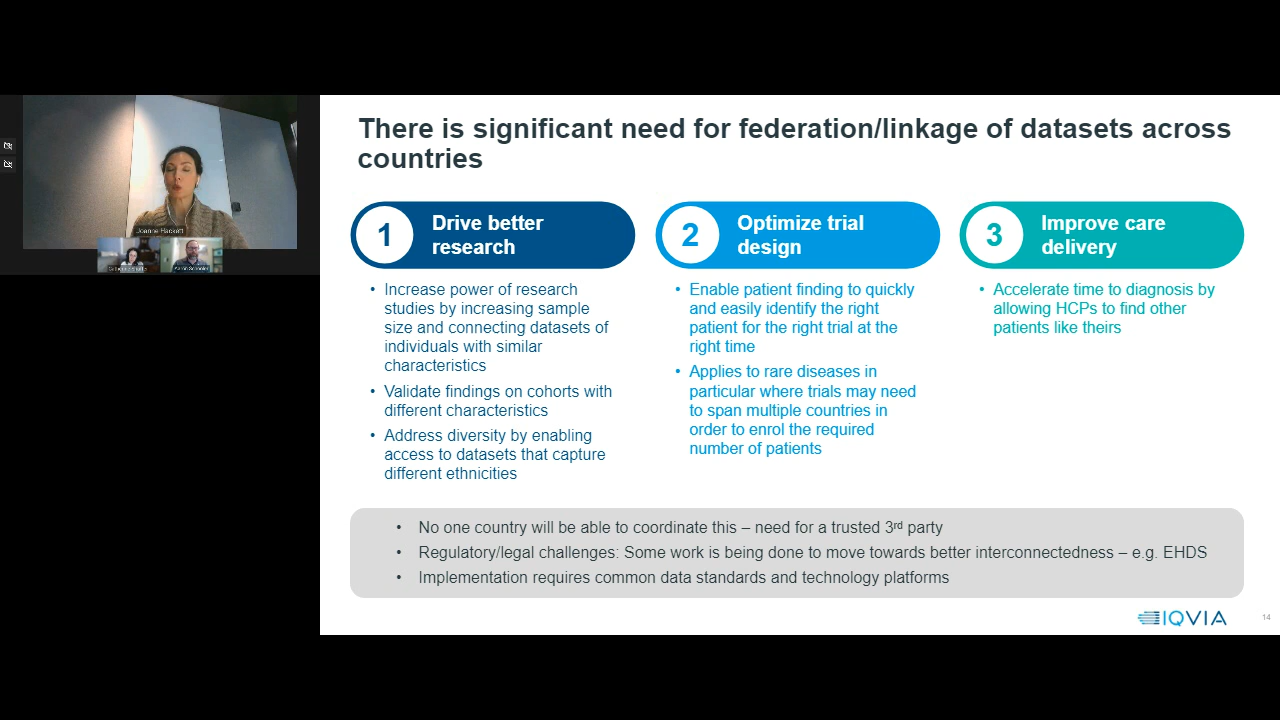 Joanne Hackett
Aaron Schooler
There is significant need for federation/linkage of datasets across
countries
1
Drive better
research
• Increase power of research
studies by increasing sample
size and connecting datasets of
individuals with similar
characteristics
• Validate findings on cohorts with
different characteristics
• Address diversity by enabling
access to datasets that capture
different ethnicities
2
Optimize trial
design
• Enable patient finding to quickly
and easily identify the right
patient for the right trial at the
right time
• Applies to rare diseases in
particular where trials may need
to span multiple countries in
order to enrol the required
number of patients
3
Improve care
delivery
• Accelerate time to diagnosis by
allowing HCPs to find other
patients like theirs
• No one country will be able to coordinate this – need for a trusted 3rd party
• Regulatory/legal challenges: Some work is being done to move towards better interconnectedness – e.g. EHDS
• Implementation requires common data standards and technology platforms
IQVIA
14